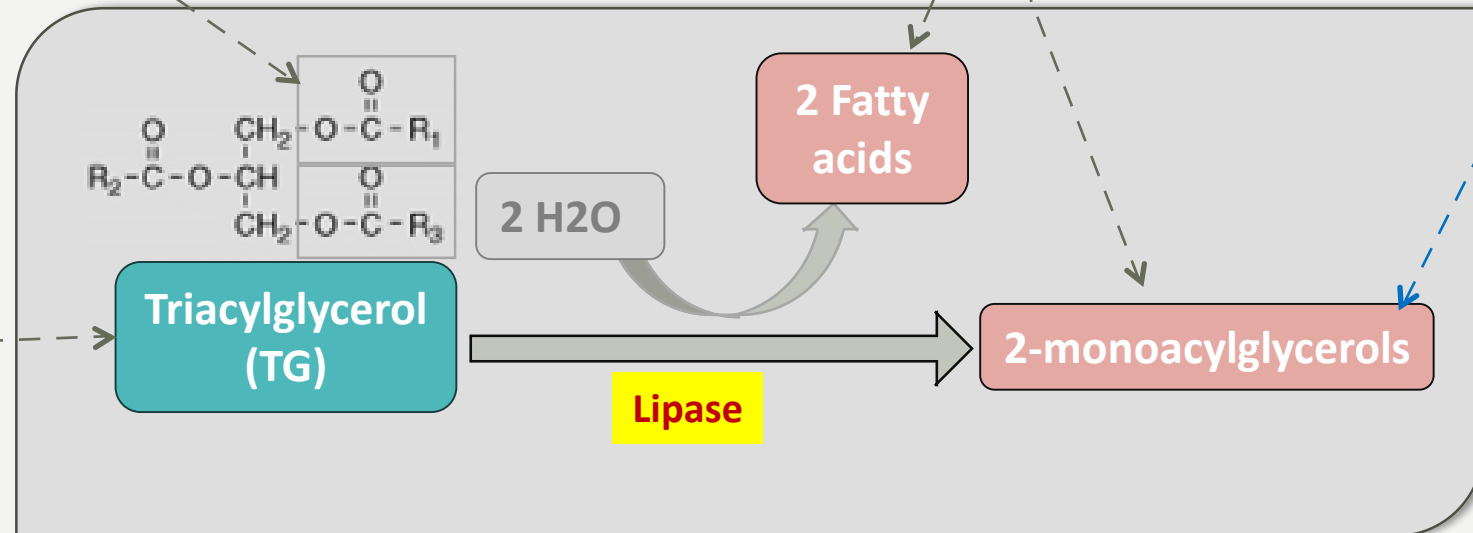 O
||
CH₂-O-C-R₁
O
||
R₂-C-O-CH
O
||
CH₂-O-C-R₃
2 H2O
2 Fatty
acids
Triacylglycerol
(TG)
Lipase
2-monoacylglycerols